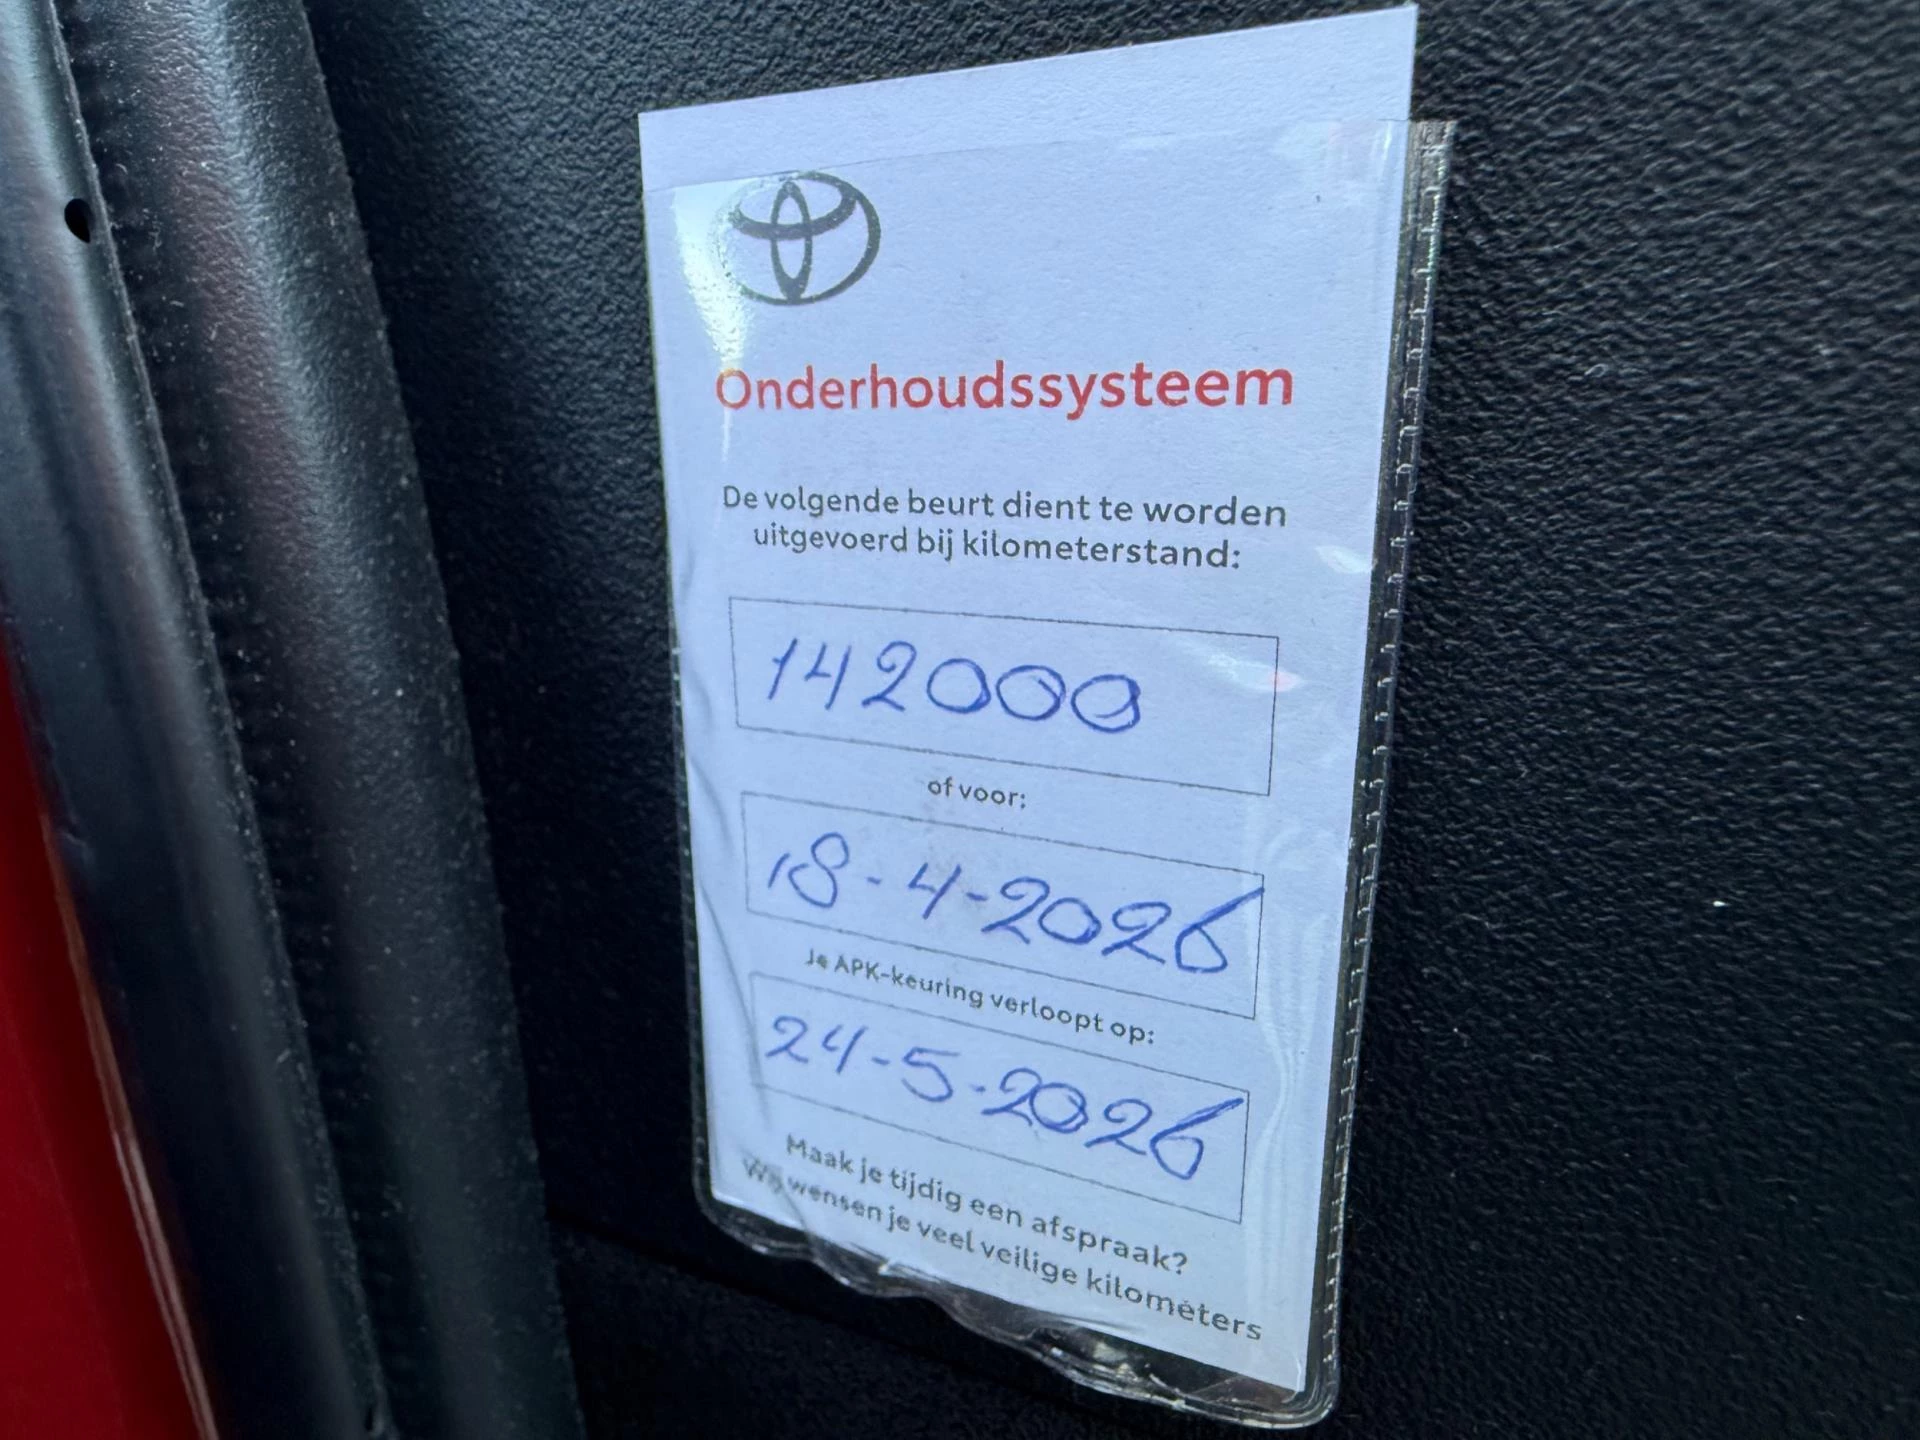 Onderhoudssysteem
De volgende beurt dient te worden
uitgevoerd bij kilometerstand:
142000
of voor:
18-4-2026
Je APK-keuring verloopt op:
24-5-2026
Maak je tijdig een afspraak?
Wij wensen je veel veilige kilometers